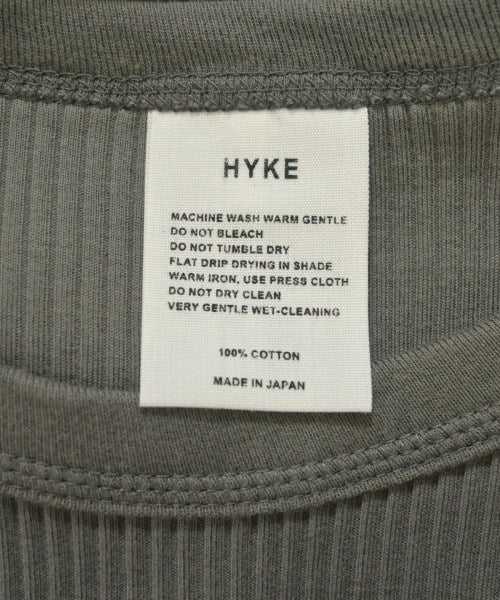 HYKE
MACHINE WASH WARM GENTLE
DO NOT BLEACH
DO NOT TUMBLE DRY
FLAT DRIP DRYING IN SHADE
WARM IRON, USE PRESS CLOTH
DO NOT DRY CLEAN
VERY GENTLE WET-CLEANING
100% COTTON
MADE IN JAPAN